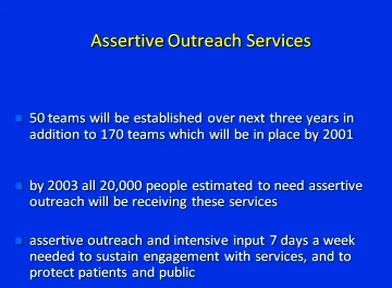 Assertive Outreach Services
50 teams will be established over next three years in
addition to 170 teams which will be in place by 2001
by 2003 all 20,000 people estimated to need assertive
outreach will be receiving these services
assertive outreach and intensive input 7 days a week
needed to sustain engagement with services, and to
protect patients and public